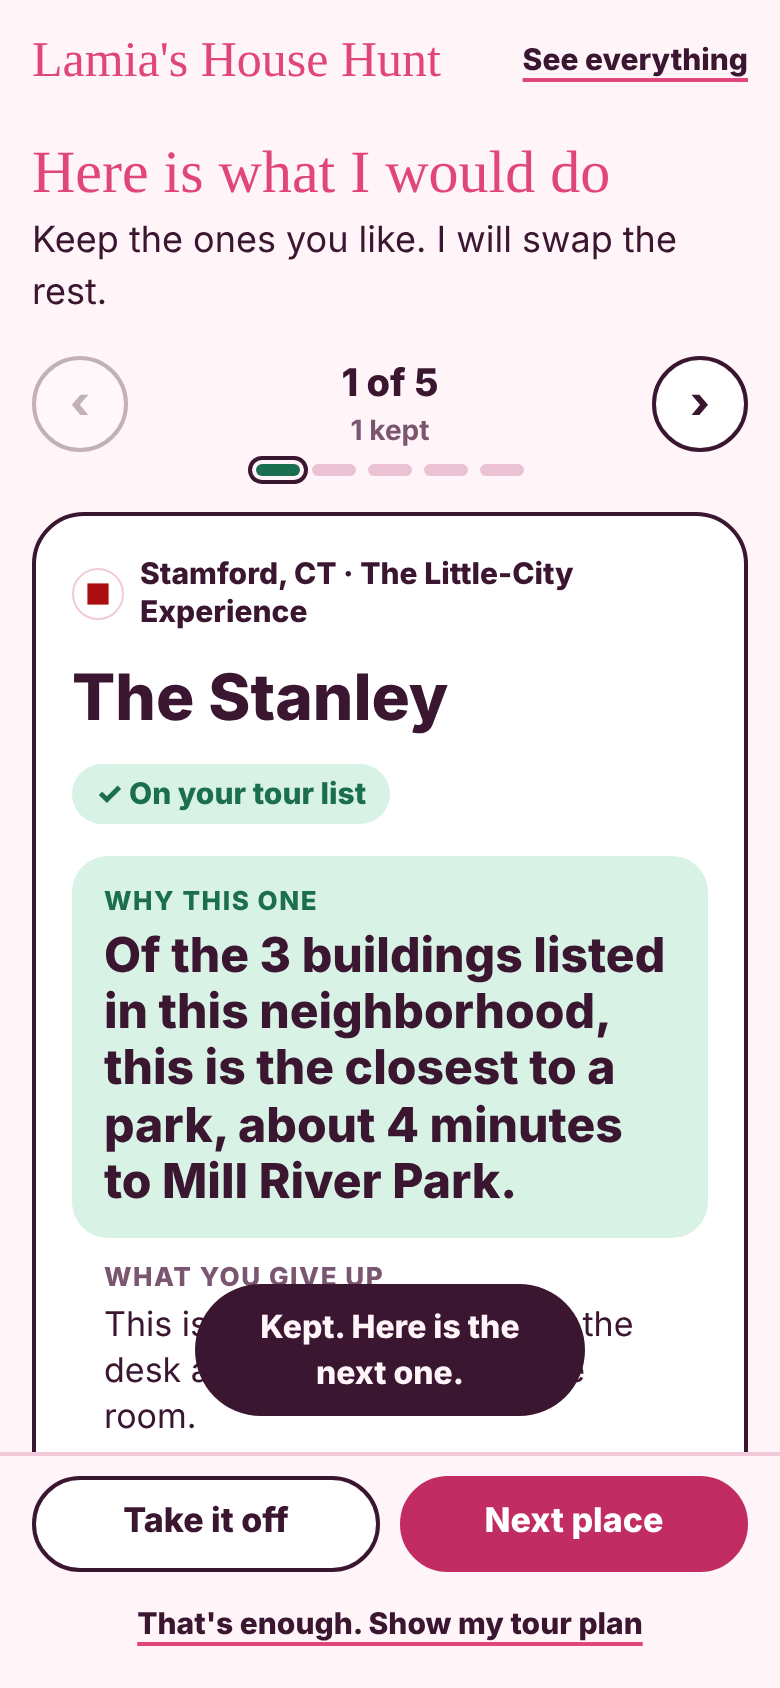 Lamia's House Hunt
See everything
Here is what I would do
Keep the ones you like. I will swap the
rest.
‹
1 of 5
›
1 kept
Stamford, CT · The Little-City
Experience
The Stanley
✓ On your tour list
WHY THIS ONE
Of the 3 buildings listed
in this neighborhood,
this is the closest to a
park, about 4 minutes
to Mill River Park.
WHAT YOU GIVE UP
This is the
desk
room.
Kept. Here is the
next one.
Take it off
Next place
That's enough. Show my tour plan